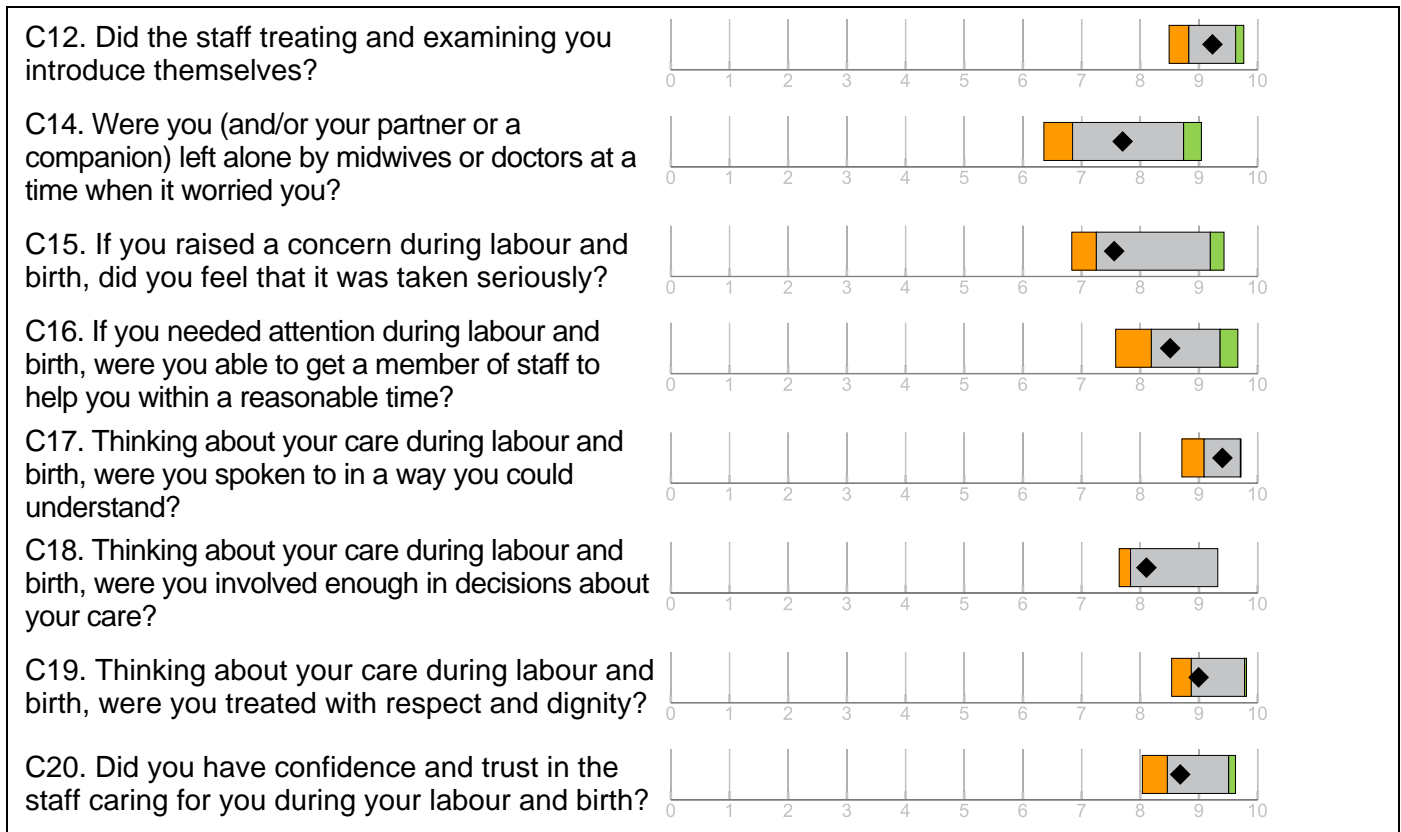 C12. Did the staff treating and examining you
introduce themselves?
0 1 2 3 4 5 6 7 8 9 10
C14. Were you (and/or your partner or a
companion) left alone by midwives or doctors at a
time when it worried you?
0 1 2 3 4 5 6 7 8 9 10
C15. If you raised a concern during labour and
birth, did you feel that it was taken seriously?
0 1 2 3 4 5 6 7 8 9 10
C16. If you needed attention during labour and
birth, were you able to get a member of staff to
help you within a reasonable time?
0 1 2 3 4 5 6 7 8 9 10
C17. Thinking about your care during labour and
birth, were you spoken to in a way you could
understand?
0 1 2 3 4 5 6 7 8 9 10
C18. Thinking about your care during labour and
birth, were you involved enough in decisions about
your care?
0 1 2 3 4 5 6 7 8 9 10
C19. Thinking about your care during labour and
birth, were you treated with respect and dignity?
0 1 2 3 4 5 6 7 8 9 10
C20. Did you have confidence and trust in the
staff caring for you during your labour and birth?
0 1 2 3 4 5 6 7 8 9 10